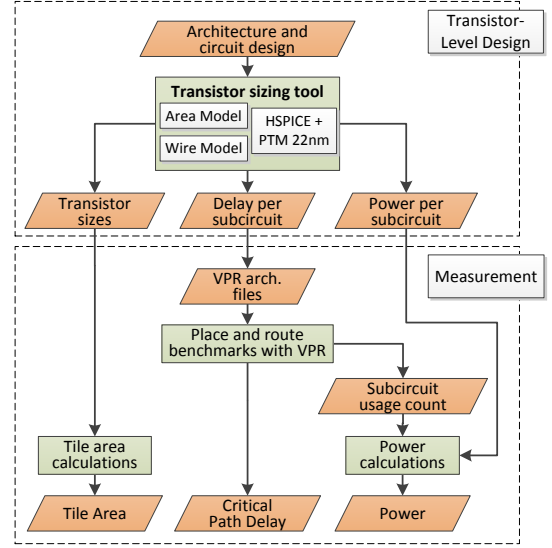 Architecture and
circuit design
Transistor-
Level Design
Transistor sizing tool
Area Model
Wire Model
HSPICE +
PTM 22nm
Transistor
sizes
Delay per
subcircuit
Power per
subcircuit
Measurement
VPR arch.
files
Place and route
benchmarks with VPR
Subcircuit
usage count
Tile area
calculations
Power
calculations
Tile Area
Critical
Path Delay
Power